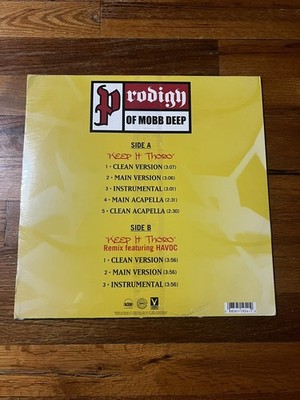 Prodigy
OF MOBB DEEP
SIDE A
"KEEP IT THORO"
1 - CLEAN VERSION (3:07)
2 - MAIN VERSION (3:06)
3 - INSTRUMENTAL (3:01)
4 - MAIN ACAPELLA (2:31)
5 - CLEAN ACAPELLA (2:30)
SIDE B
"KEEP IT THORO"
Remix featuring HAVOC
1 - CLEAN VERSION (3:56)
2 - MAIN VERSION (3:56)
3 - INSTRUMENTAL (3:56)